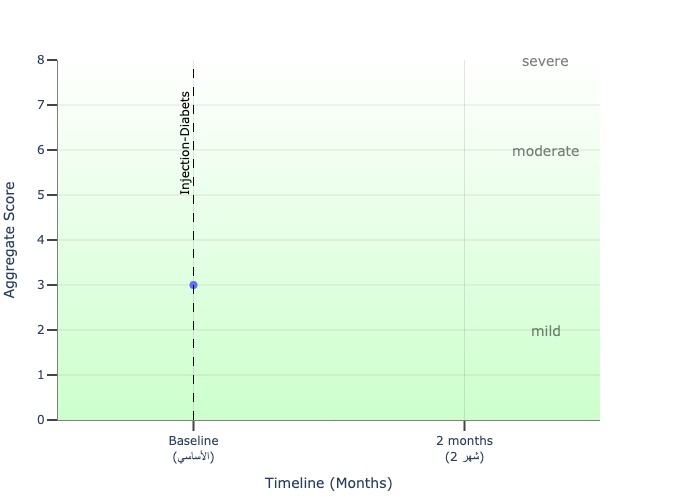 8
severe
7
Injection-Diabets
6
moderate
5
4
Aggregate Score
3
2
mild
1
0
Baseline
(الأساسي)
2 months
(2 شهر)
Timeline (Months)